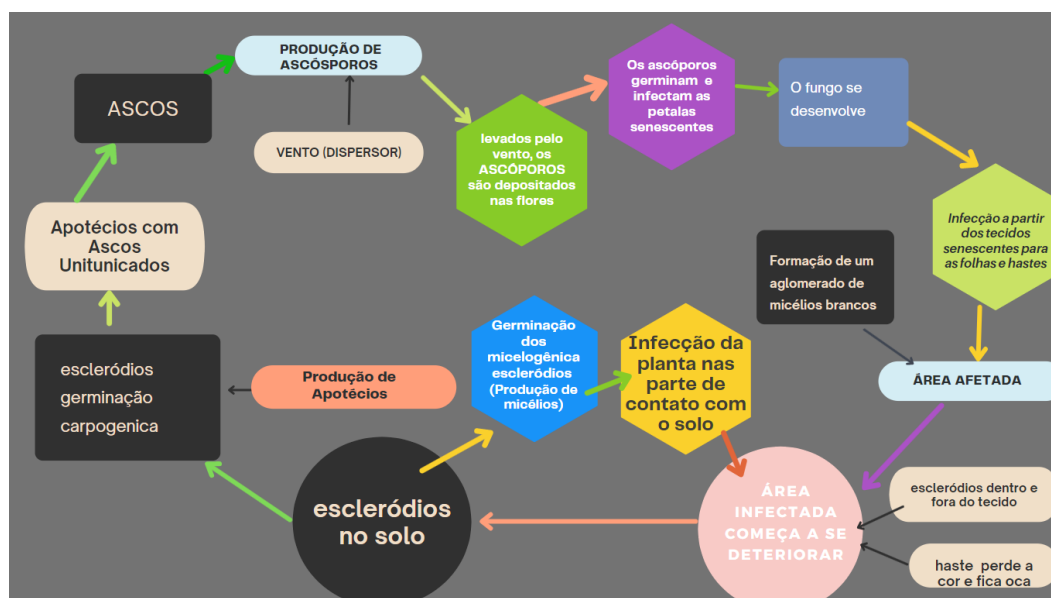 PRODUÇÃO DE
ASCÓSPOROS
ASCOS
VENTO (DISPERSOR)
levados pelo
vento, os
ASCÓPOROS
são depositados
nas flores
Os ascóporos
germinam e
infectam as
petalas
senescentes
O fungo se
desenvolve
Infecção a partir
dos tecidos
senescentes para
as folhas e hastes
Apotécios com
Ascos
Unitunicados
Formação de um
aglomerado de
micélios brancos
ÁREA AFETADA
escleródios
germinação
carpogenica
Produção de
Apotécios
Germinação
dos
micelogênica
escleródios
(Produção de
micélios)
Infecção da
planta nas
parte de
contato com
o solo
escleródios
no solo
ÁREA
INFECTADA
COMEÇA A SE
DETERIORAR
escleródios dentro e
fora do tecido
haste perde a
cor e fica oca